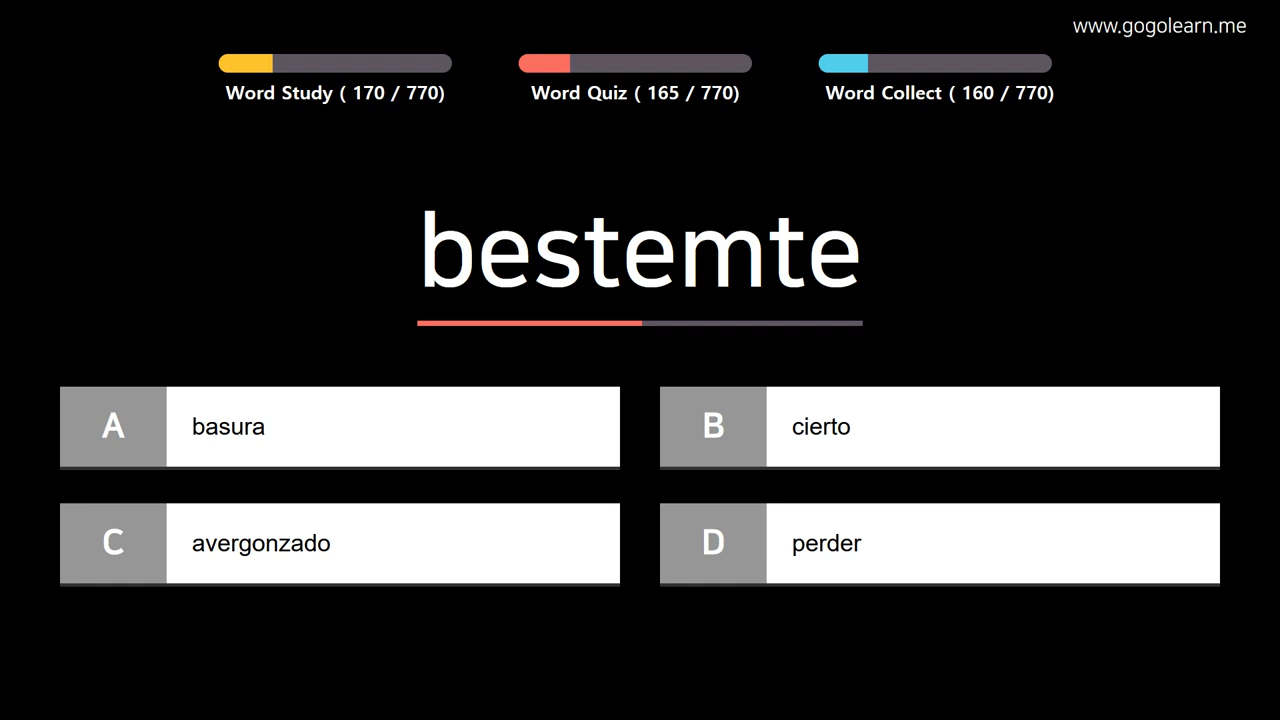 www.gogolearn.me
Word Study ( 170 / 770)
Word Quiz ( 165 / 770)
Word Collect ( 160 / 770)
bestemte
A basura
B cierto
C avergonzado
D perder